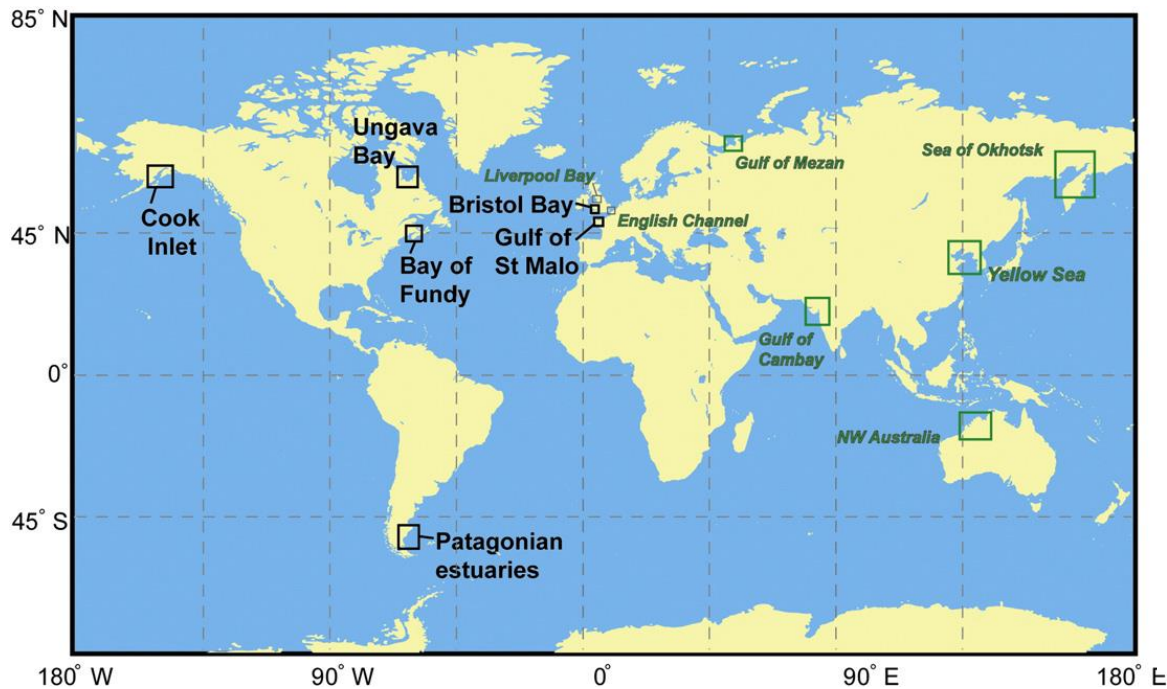 85° N
Ungava
Bay
Gulf of Mezan
Sea of Okhotsk
Liverpool Bay
Bristol Bay
English Channel
Cook
Inlet
45° N
Gulf of
St Malo
Bay of
Fundy
Yellow Sea
Gulf of
Cambay
0°
NW Australia
45° S
Patagonian
estuaries
180° W
90° W
0°
90° E
180° E